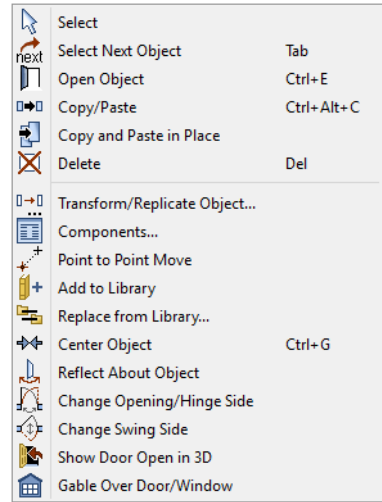 Select
next Select Next Object Tab
Open Object Ctrl+E
Copy/Paste Ctrl+Alt+C
Copy and Paste in Place
Delete Del
Transform/Replicate Object...
Components...
Point to Point Move
Add to Library
Replace from Library...
Center Object Ctrl+G
Reflect About Object
Change Opening/Hinge Side
Change Swing Side
Show Door Open in 3D
Gable Over Door/Window